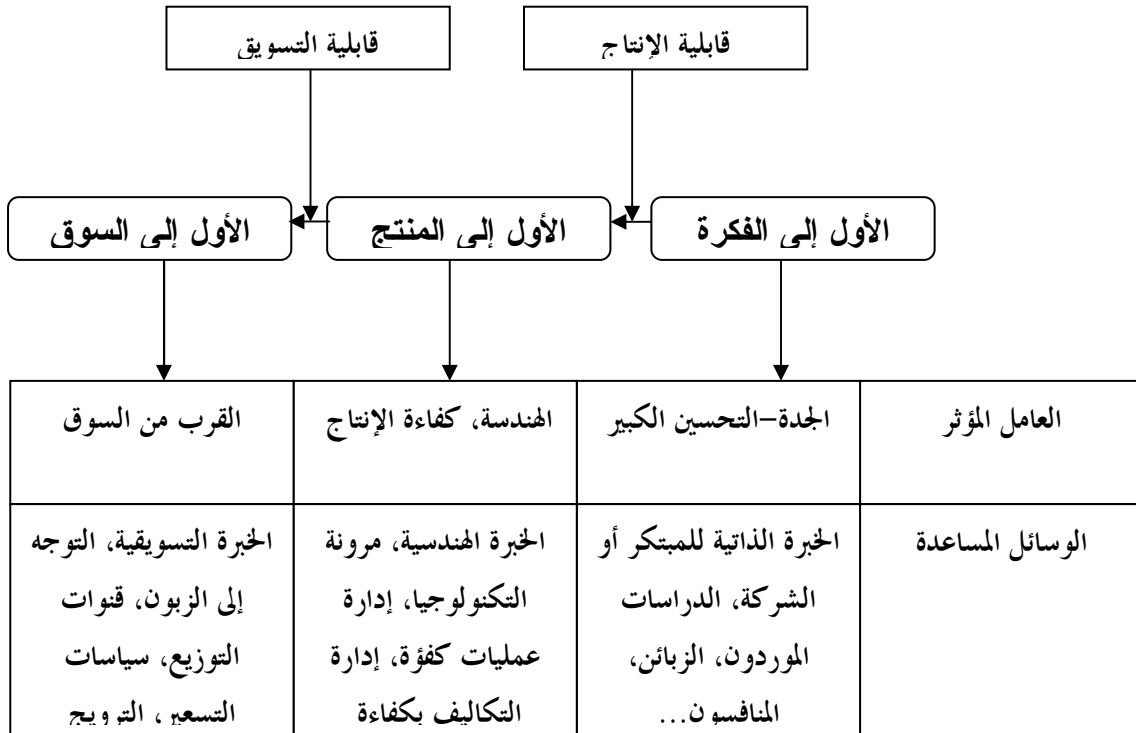 قابلية الإنتاج
قابلية التسويق
الأول إلى الفكرة
الأول إلى المنتج
الأول إلى السوق
العامل المؤثر
الجدة–التحسين الكبير
الهندسة، كفاءة الإنتاج
القرب من السوق
الوسائل المساعدة
الخبرة الذاتية للمبتكر أو
الشركة، الدراسات
الموردون، الزبائن،
المنافسون...
الخبرة الهندسية، مرونة
التكنولوجيا، إدارة
عمليات كفؤة، إدارة
التكاليف بكفاءة
الخبرة التسويقية، التوجه
إلى الزبون، قنوات
التوزيع، سياسات
التسعير، الترويج